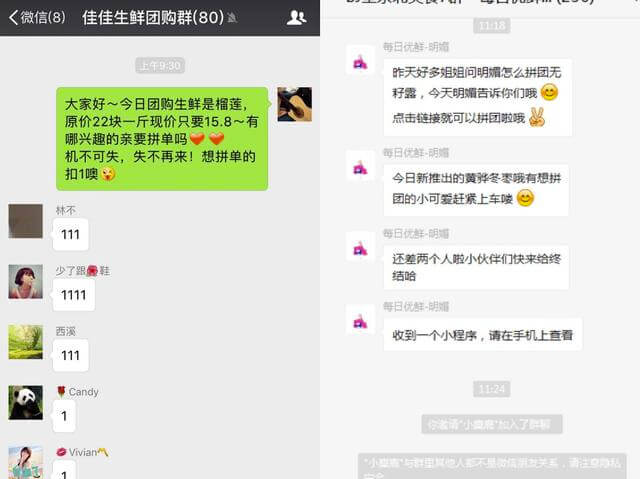 微信(8)
佳佳生鲜团购群(80)
上午9:30
大家好～今日团购生鲜是榴莲，
原价22块一斤现价只要15.8～有
哪兴趣的亲要拼单吗
机不可失，失不再来！想拼单的
扣1噢
林不
111
少了跟鞋
1111
西溪
111
Candy
1
Vivian
1
11:18
每日优鲜-明媚
昨天好多姐姐问明媚怎么拼团无
籽露，今天明媚告诉你们哦
点击链接就可以拼团啦哦
每日优鲜-明媚
今日新推出的黄骅冬枣哦有想拼
团的小可爱赶紧上车喽
每日优鲜-明媚
还差两个人啦小伙伴们快来给终
结哈
每日优鲜-明媚
收到一个小程序，请在手机上查看
11:24
你邀请"小麋鹿"加入了群聊
"小麋鹿"与群里其他人都不是微信朋友关系，请注意隐私